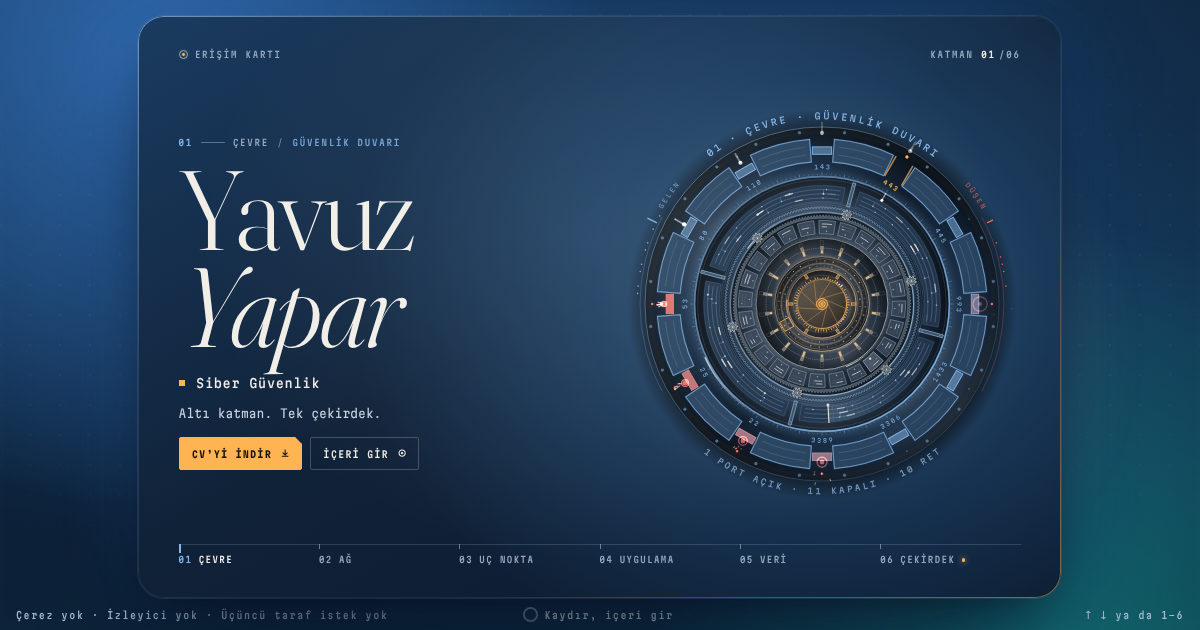 ERİŞİM KARTI
KATMAN 01/06
01 — ÇEVRE / GÜVENLİK DUVARI
Yavuz
Yapar
Siber Güvenlik
Altı katman. Tek çekirdek.
CV'Yİ İNDİR
İÇERİ GİR
01 · ÇEVRE · GÜVENLİK DUVARI
GELEN
DÜŞEN
143
443
445
993
1433
3306
3389
22
25
53
80
110
1 PORT AÇIK · 11 KAPALI · 10 RET
01 ÇEVRE
02 AĞ
03 UÇ NOKTA
04 UYGULAMA
05 VERİ
06 ÇEKİRDEK
Çerez yok · İzleyici yok · Üçüncü taraf istek yok
Kaydır, içeri gir
↑ ↓ ya da 1–6